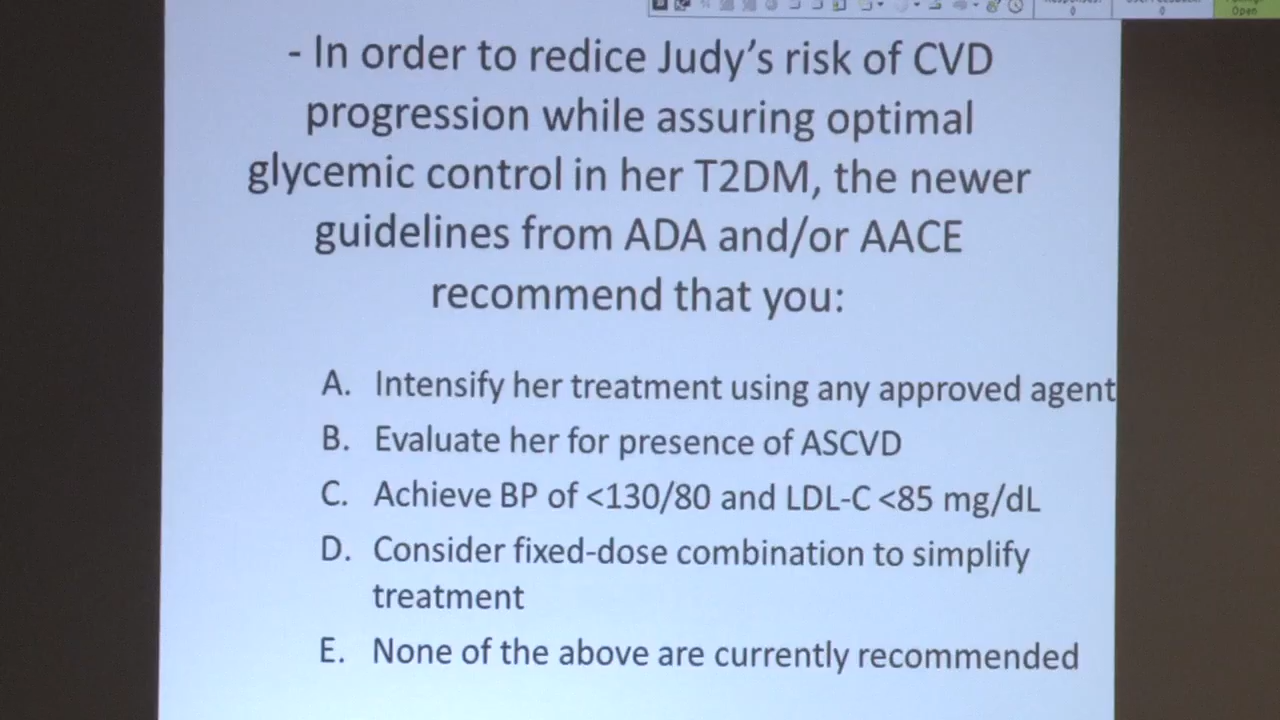 Open
0
0
- In order to redice Judy’s risk of CVD
progression while assuring optimal
glycemic control in her T2DM, the newer
guidelines from ADA and/or AACE
recommend that you:
A. Intensify her treatment using any approved agent
B. Evaluate her for presence of ASCVD
C. Achieve BP of <130/80 and LDL-C <85 mg/dL
D. Consider fixed-dose combination to simplify
treatment
E. None of the above are currently recommended